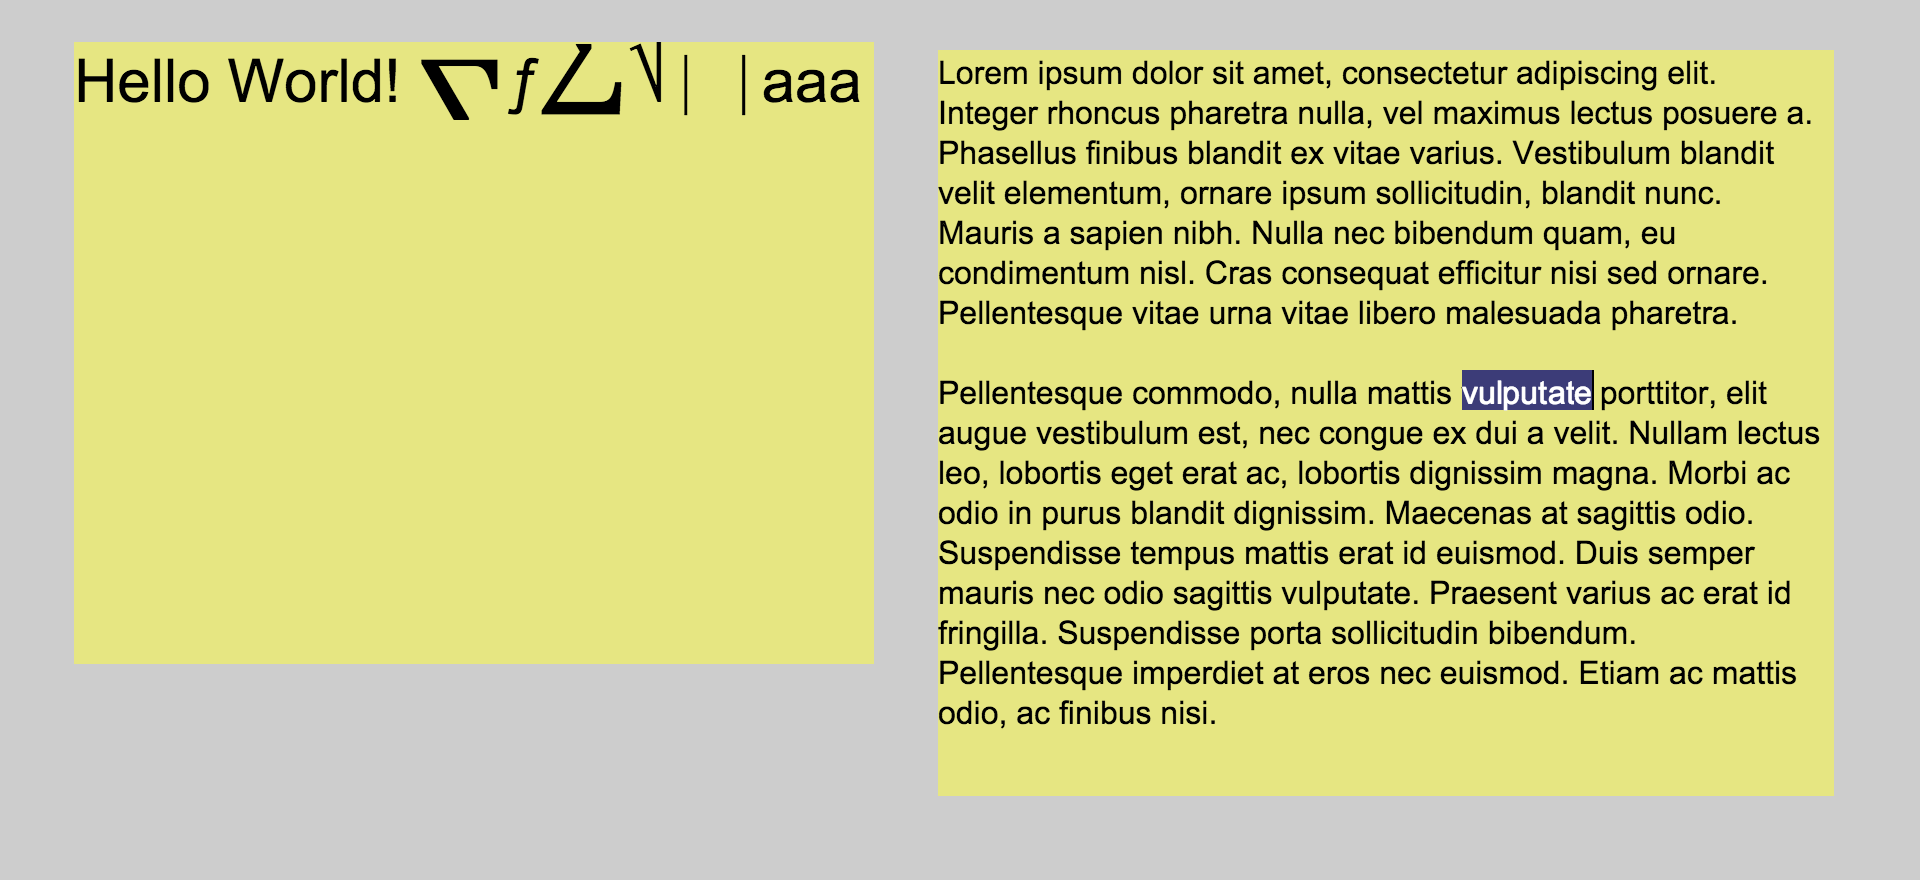 Hello World! ƒ aaa
Lorem ipsum dolor sit amet, consectetur adipiscing elit.
Integer rhoncus pharetra nulla, vel maximus lectus posuere a.
Phasellus finibus blandit ex vitae varius. Vestibulum blandit
velit elementum, ornare ipsum sollicitudin, blandit nunc.
Mauris a sapien nibh. Nulla nec bibendum quam, eu
condimentum nisl. Cras consequat efficitur nisi sed ornare.
Pellentesque vitae urna vitae libero malesuada pharetra.
Pellentesque commodo, nulla mattis vulputate porttitor, elit
augue vestibulum est, nec congue ex dui a velit. Nullam lectus
leo, lobortis eget erat ac, lobortis dignissim magna. Morbi ac
odio in purus blandit dignissim. Maecenas at sagittis odio.
Suspendisse tempus mattis erat id euismod. Duis semper
mauris nec odio sagittis vulputate. Praesent varius ac erat id
fringilla. Suspendisse porta sollicitudin bibendum.
Pellentesque imperdiet at eros nec euismod. Etiam ac mattis
odio, ac finibus nisi.